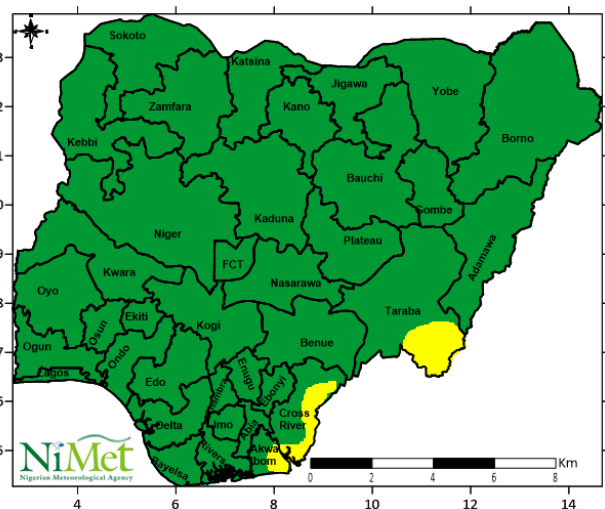 Sokoto
Katsina
Jigawa
Yobe
Zamfara
Kano
Borno
Kebbi
Bauchi
Gombe
Kaduna
Niger
Plateau
Adamawa
FCT
Nasarawa
Kwara
Oyo
Taraba
Ekiti
Kogi
Osun
Benue
Ogun
Ondo
Lagos
Edo
Enugu
Ebonyi
Cross
River
Delta
Imo
Abia
Akwa
Ibom
Rivers
Bayelsa
NiMet
Nigerian Meteorological Agency
0 2 4 6 8 Km
4 6 8 10 12 14